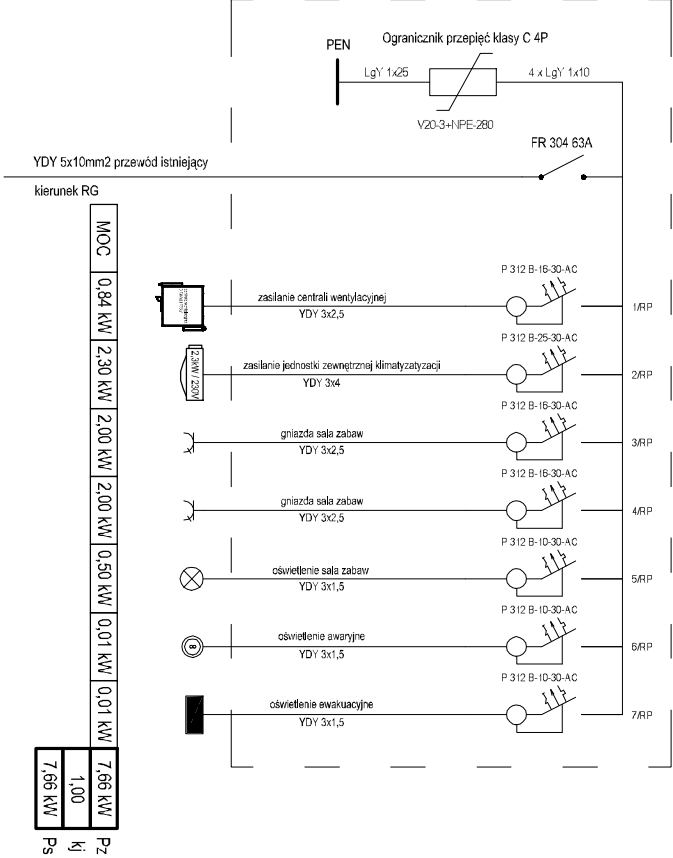 Ogranicznik przepięć klasy C 4P
PEN
LgY 1x25
4 x LgY 1x10
V20-3+NPE-280
FR 304 63A
YDY 5x10mm2 przewód istniejący
kierunek RG
MOC
0,84 kW
2,30 kW
2,00 kW
2,00 kW
0,50 kW
0,01 kW
0,01 kW
7,66 kW
Pz
1,00
kj
7,66 kW
Ps
P 312 B-16-30-AC
zasilanie centrali wentylacyjnej
YDY 3x2,5
1/RP
P 312 B-25-30-AC
2,3kW / 230V
zasilanie jednostki zewnętrznej klimatyzatyzacji
YDY 3x4
2/RP
P 312 B-16-30-AC
gniazda sala zabaw
YDY 3x2,5
3/RP
P 312 B-16-30-AC
gniazda sala zabaw
YDY 3x2,5
4/RP
P 312 B-10-30-AC
oświetlenie sala zabaw
YDY 3x1,5
5/RP
P 312 B-10-30-AC
oświetlenie awaryjne
YDY 3x1,5
6/RP
P 312 B-10-30-AC
oświetlenie ewakuacyjne
YDY 3x1,5
7/RP